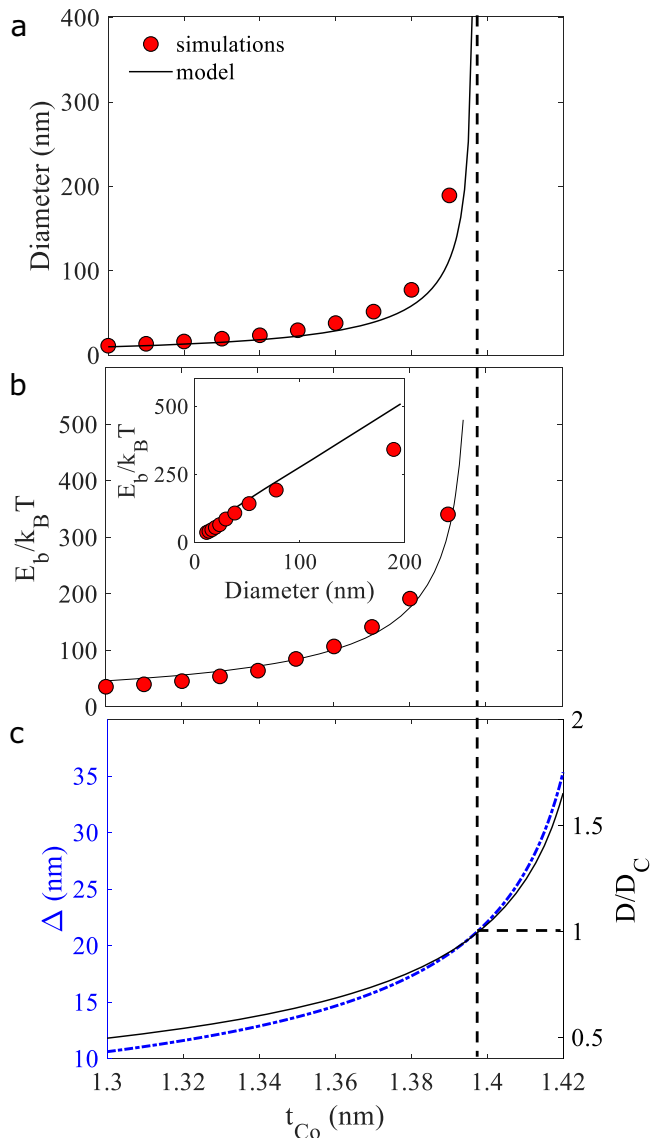 a
400
simulations
model
300
200
100
0
Diameter (nm)
b
500
400
300
200
100
0
E_b/k_BT
500
250
0
E_b/k_BT
0
100
200
Diameter (nm)
c
35
30
25
20
15
10
Δ (nm)
2
1.5
1
0.5
D/D_C
1.3
1.32
1.34
1.36
1.38
1.4
1.42
t_Co (nm)